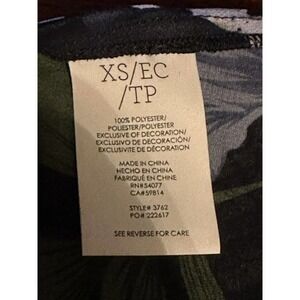 XS/EC
/TP
100% POLYESTER/
POLIESTER/POLYESTER
EXCLUSIVE OF DECORATION/
EXCLUSIVO DE DECORACIÓN/
EXCLUSIVITE DE DÉCORATION
MADE IN CHINA
HECHO EN CHINA
FABRIQUÉ EN CHINE
RN#54077
CA#59814
STYLE# 3762
PO# 222617
SEE REVERSE FOR CARE